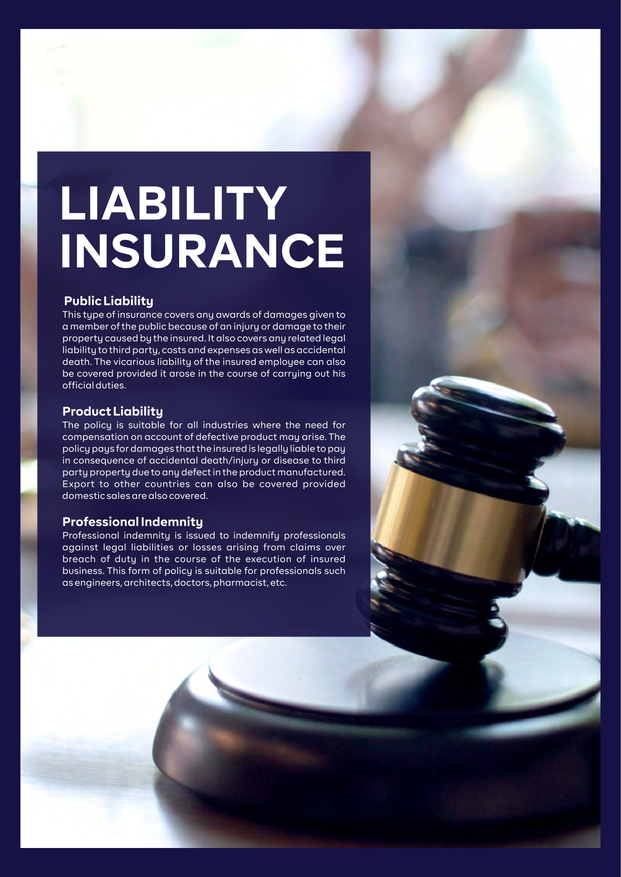 LIABILITY
INSURANCE
Public Liability
This type of insurance covers any awards of damages given to
a member of the public because of an injury or damage to their
property caused by the insured. It also covers any related legal
liability to third party, costs and expenses as well as accidental
death. The vicarious liability of the insured employee can also
be covered provided it arose in the course of carrying out his
official duties.
Product Liability
The policy is suitable for all industries where the need for
compensation on account of defective product may arise. The
policy pays for damages that the insured is legally liable to pay
in consequence of accidental death/injury or disease to third
party property due to any defect in the product manufactured.
Export to other countries can also be covered provided
domestic sales are also covered.
Professional Indemnity
Professional indemnity is issued to indemnify professionals
against legal liabilities or losses arising from claims over
breach of duty in the course of the execution of insured
business. This form of policy is suitable for professionals such
as engineers, architects, doctors, pharmacist, etc.